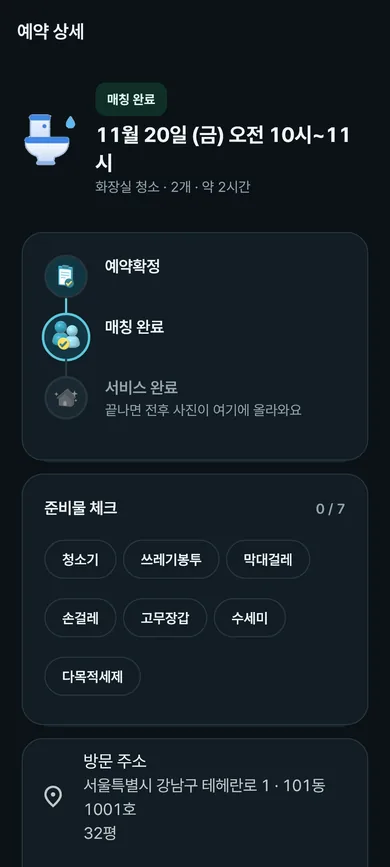 예약 상세
매칭 완료
11월 20일 (금) 오전 10시~11
시
화장실 청소 · 2개 · 약 2시간
예약확정
매칭 완료
서비스 완료
끝나면 전후 사진이 여기에 올라와요
준비물 체크 0 / 7
청소기 쓰레기봉투 막대걸레
손걸레 고무장갑 수세미
다목적세제
방문 주소
서울특별시 강남구 테헤란로 1 · 101동
1001호
32평